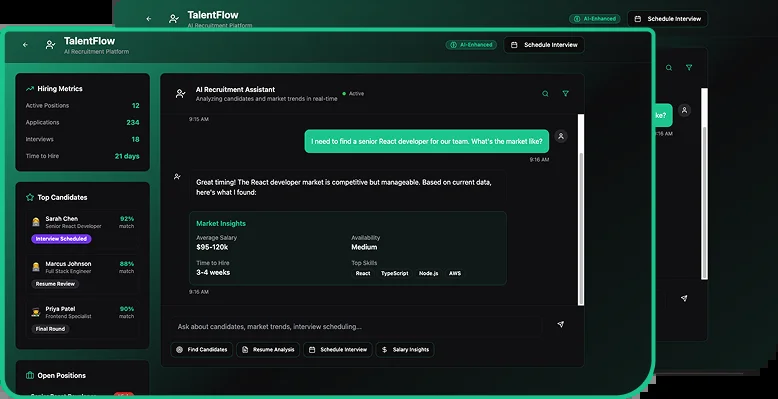 TalentFlow
AI Recruitment Platform
AI-Enhanced
Schedule Interview
TalentFlow
AI Recruitment Platform
AI-Enhanced
Schedule Interview
Hiring Metrics
Active Positions 12
Applications 234
Interviews 18
Time to Hire 21 days
Top Candidates
Sarah Chen 92%
Senior React Developer match
Interview Scheduled
Marcus Johnson 88%
Full Stack Engineer match
Resume Review
Priya Patel 90%
Frontend Specialist match
Final Round
Open Positions
AI Recruitment Assistant
Analyzing candidates and market trends in real-time
Active
9:15 AM
I need to find a senior React developer for our team. What's the market like?
9:16 AM
Great timing! The React developer market is competitive but manageable. Based on current data,
here's what I found:
Market Insights
Average Salary Availability
$95-120k Medium
Time to Hire Top Skills
3-4 weeks React TypeScript Node.js AWS
9:16 AM
Ask about candidates, market trends, interview scheduling...
Find Candidates Resume Analysis Schedule Interview Salary Insights
ke?
:16 AM